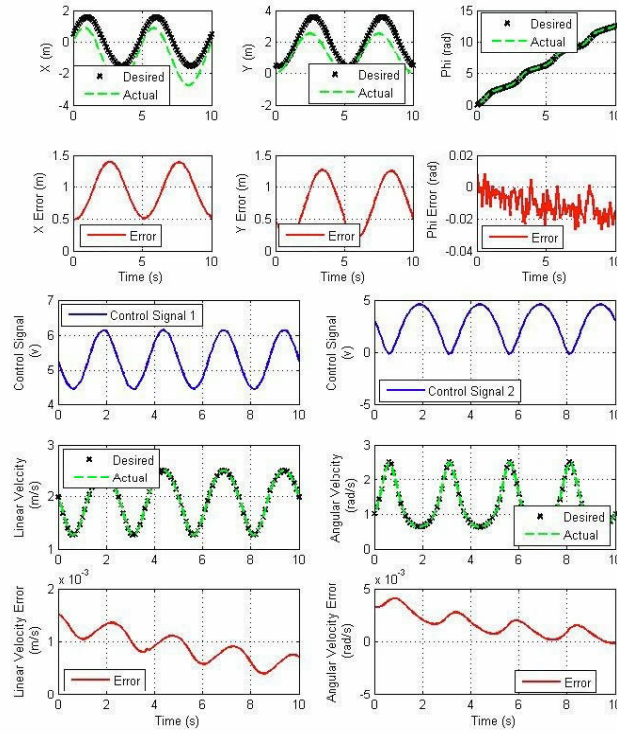 X (m)
4
2
0
-2
-4
0
5
10
Desired
Actual
Y (m)
4
2
0
-2
0
5
10
Desired
Actual
Phi (rad)
15
10
5
0
0
5
10
Desired
Actual
X Error (m)
1.5
1
0.5
0
0
5
10
Time (s)
Error
Y Error (m)
1.5
1
0.5
0
0
5
10
Time (s)
Error
Phi Error (rad)
0.02
0
-0.02
-0.04
0
5
10
Time (s)
Error
Control Signal
(v)
7
6
5
4
0
2
4
6
8
10
Control Signal 1
Control Signal
(v)
5
0
-5
0
2
4
6
8
10
Control Signal 2
Linear Velcity
(m/s)
3
2
1
0
2
4
6
8
10
Desired
Actual
Angular Velocity
(rad/s)
3
2
1
0
0
2
4
6
8
10
Desired
Actual
Linear Velocity Error
(m/s)
x 10-3
2
1
0
0
2
4
6
8
10
Time (s)
Error
Angular Velocity Error
(rad/s)
x 10-3
5
0
-5
0
2
4
6
8
10
Time (s)
Error